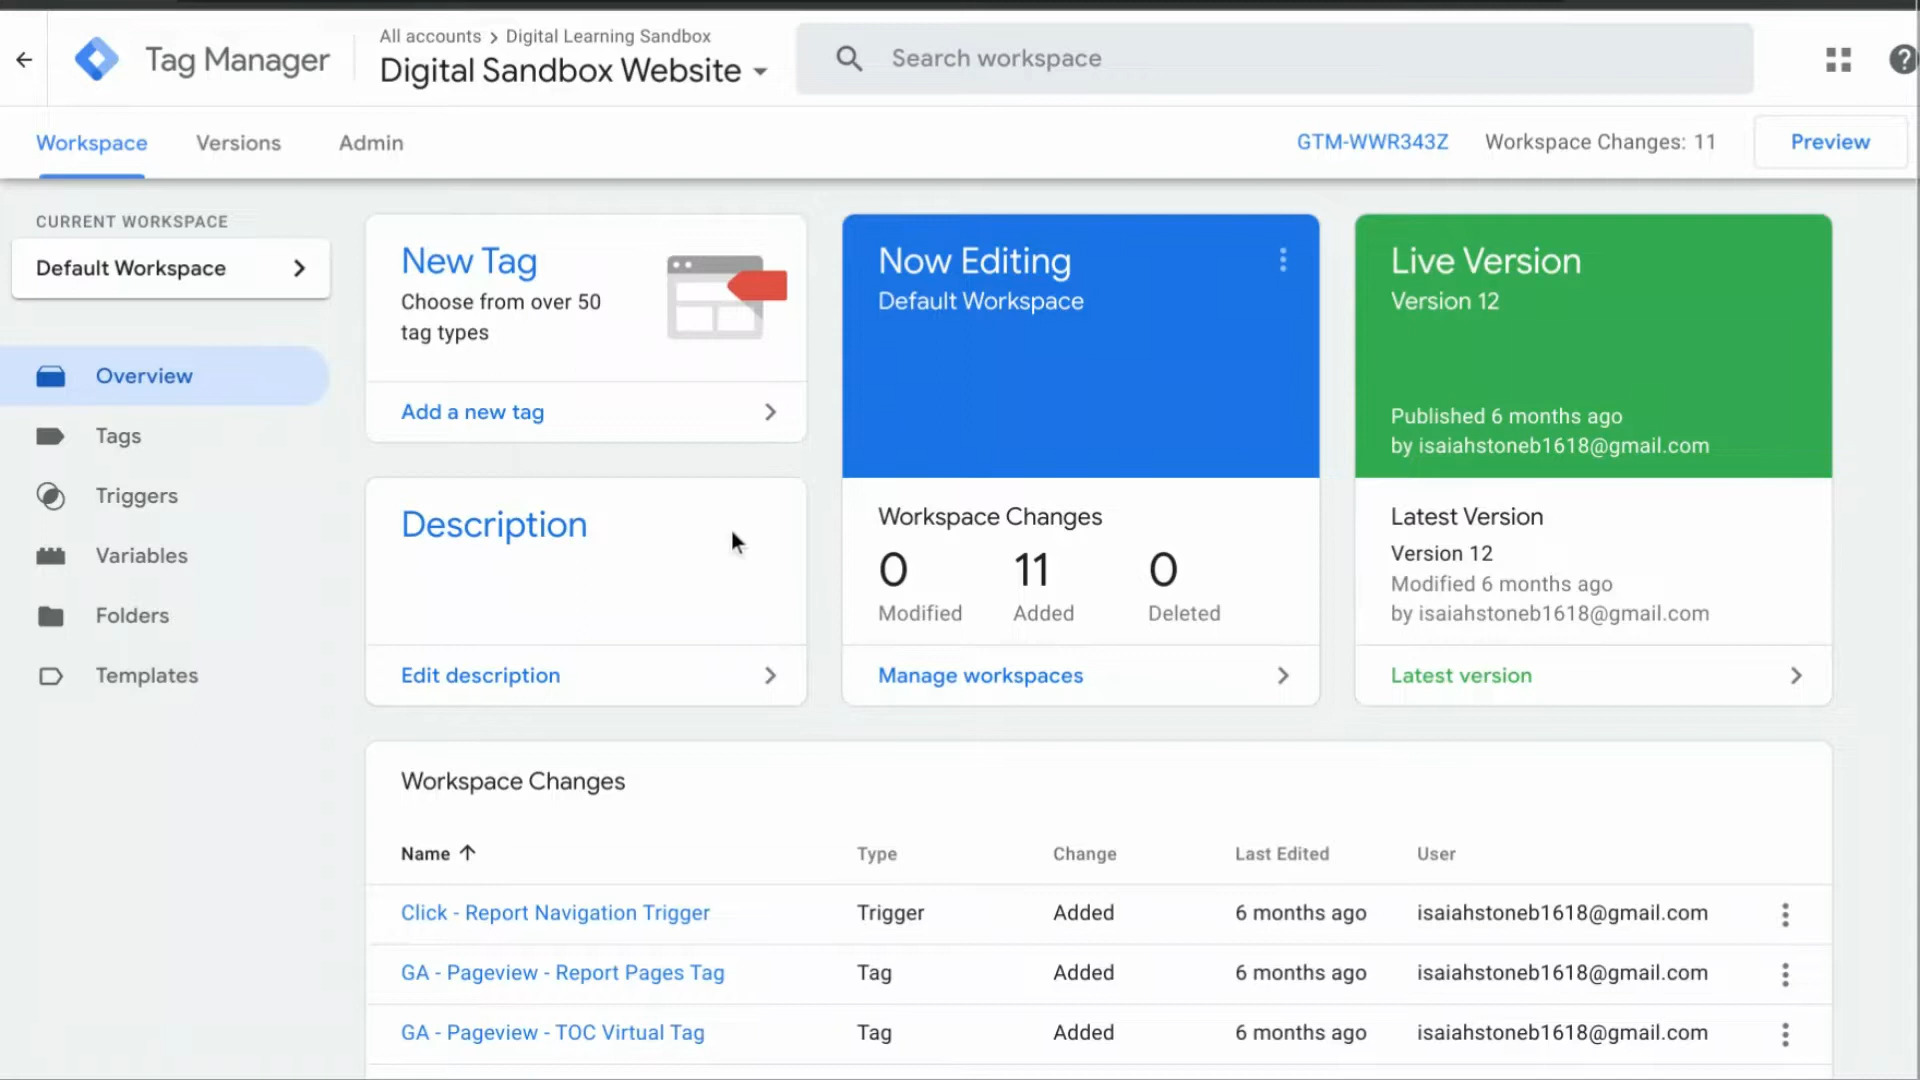 Tag Manager
All accounts > Digital Learning Sandbox
Digital Sandbox Website
Search workspace
?
Workspace
Versions
Admin
GTM-WWR343Z
Workspace Changes: 11
Preview
CURRENT WORKSPACE
Default Workspace
Overview
Tags
Triggers
Variables
Folders
Templates
New Tag
Choose from over 50
tag types
Add a new tag
Description
Edit description
Now Editing
Default Workspace
Workspace Changes
0 11 0
Modified Added Deleted
Manage workspaces
Live Version
Version 12
Published 6 months ago
by isaiahstoneb1618@gmail.com
Latest Version
Version 12
Modified 6 months ago
by isaiahstoneb1618@gmail.com
Latest version
Workspace Changes
Name Type Change Last Edited User
Click - Report Navigation Trigger Trigger Added 6 months ago isaiahstoneb1618@gmail.com
GA - Pageview - Report Pages Tag Tag Added 6 months ago isaiahstoneb1618@gmail.com
GA - Pageview - TOC Virtual Tag Tag Added 6 months ago isaiahstoneb1618@gmail.com